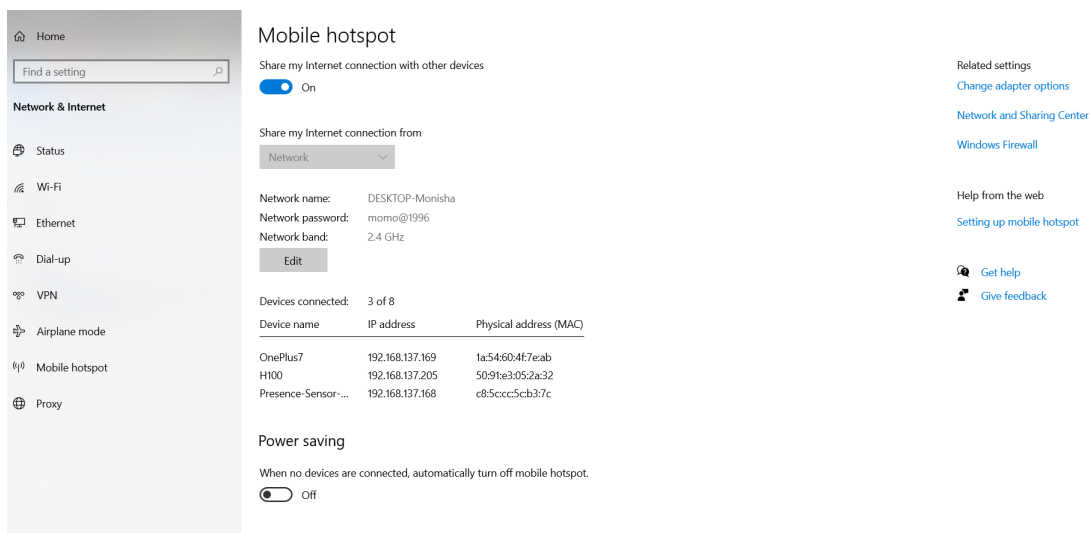 Home
Find a setting
Network & Internet
Status
Wi-Fi
Ethernet
Dial-up
VPN
Airplane mode
Mobile hotspot
Proxy
Mobile hotspot
Share my Internet connection with other devices
On
Share my Internet connection from
Network
Network name: DESKTOP-Monisha
Network password: momo@1996
Network band: 2.4 GHz
Edit
Devices connected: 3 of 8
Device name IP address Physical address (MAC)
OnePlus7 192.168.137.169 1a:54:60:4f:7e:ab
H100 192.168.137.205 50:91:e3:05:2a:32
Presence-Sensor-... 192.168.137.168 c8:5c:cc:5c:b3:7c
Power saving
When no devices are connected, automatically turn off mobile hotspot.
Off
Related settings
Change adapter options
Network and Sharing Center
Windows Firewall
Help from the web
Setting up mobile hotspot
Get help
Give feedback